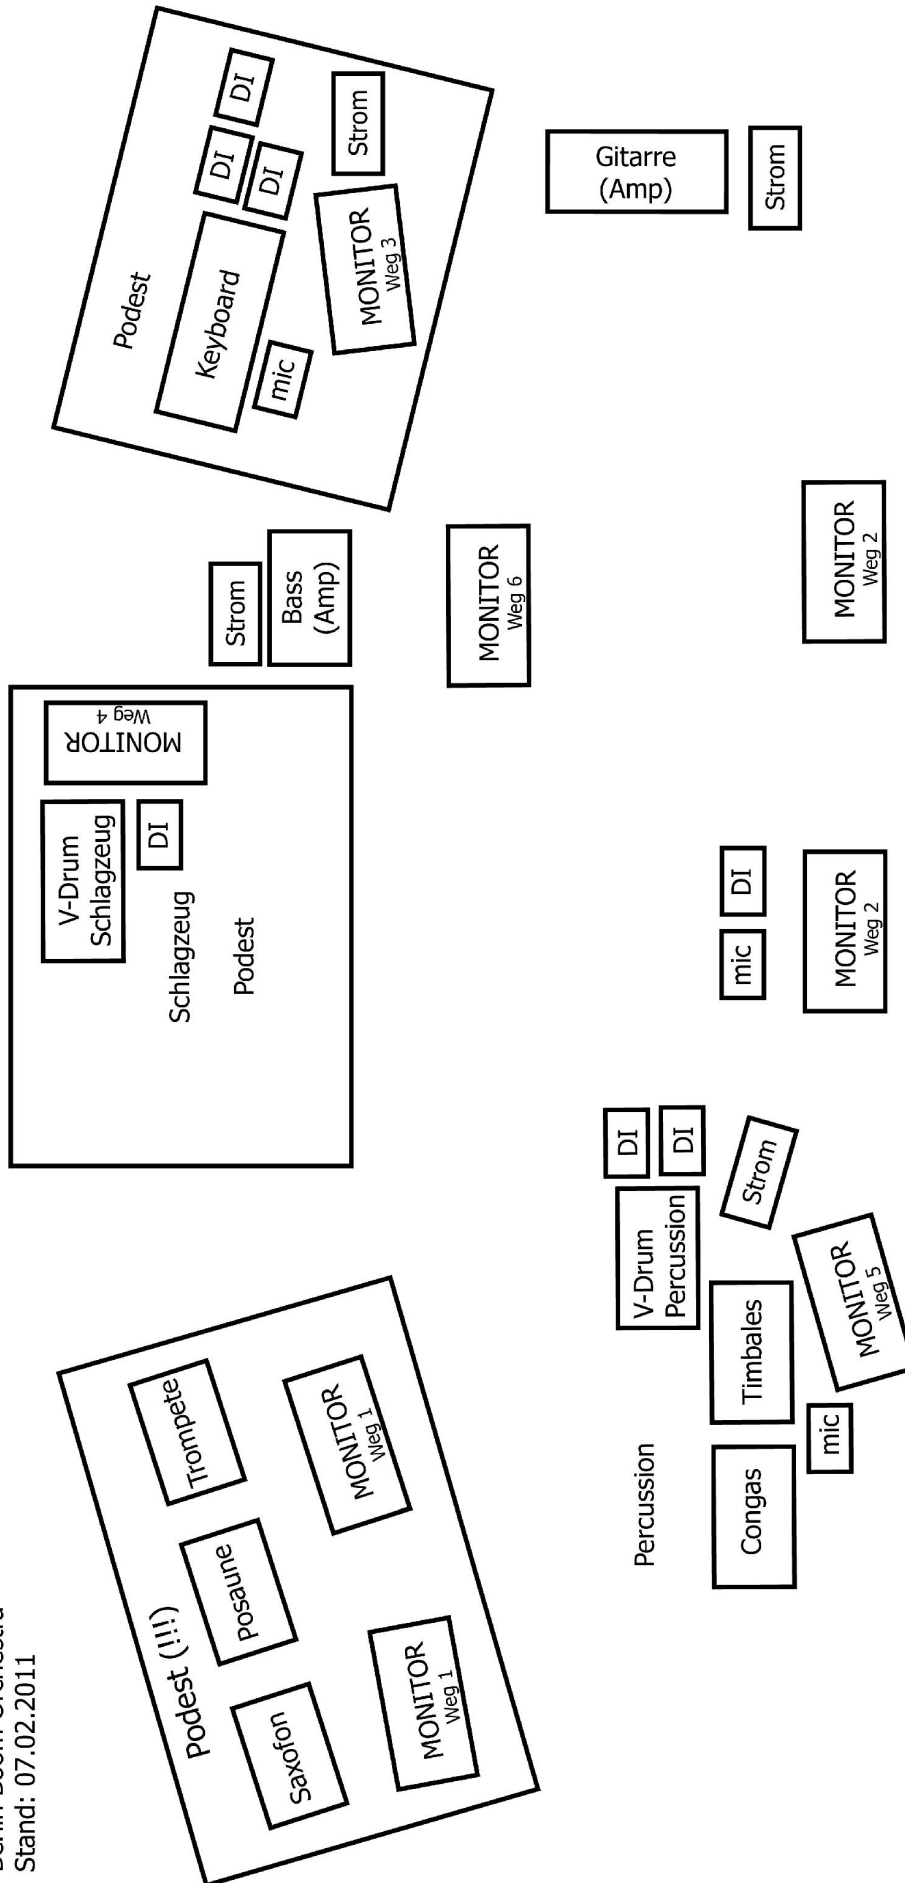 Berlin Boom Orchestra
Stand: 07.02.2011
Podest (!!!)
Saxofon
Posaune
Trompete
MONITOR
Weg 1
MONITOR
Weg 1
V-Drum
Schlagzeug
DI
MONITOR
Weg 4
Schlagzeug
Podest
Strom
Bass
(Amp)
MONITOR
Weg 6
Podest
Keyboard
DI
DI
DI
mic
Strom
MONITOR
Weg 3
Percussion
V-Drum
Percussion
DI
DI
Congas
Timbales
Strom
mic
MONITOR
Weg 5
mic
DI
MONITOR
Weg 2
MONITOR
Weg 2
Gitarre
(Amp)
Strom